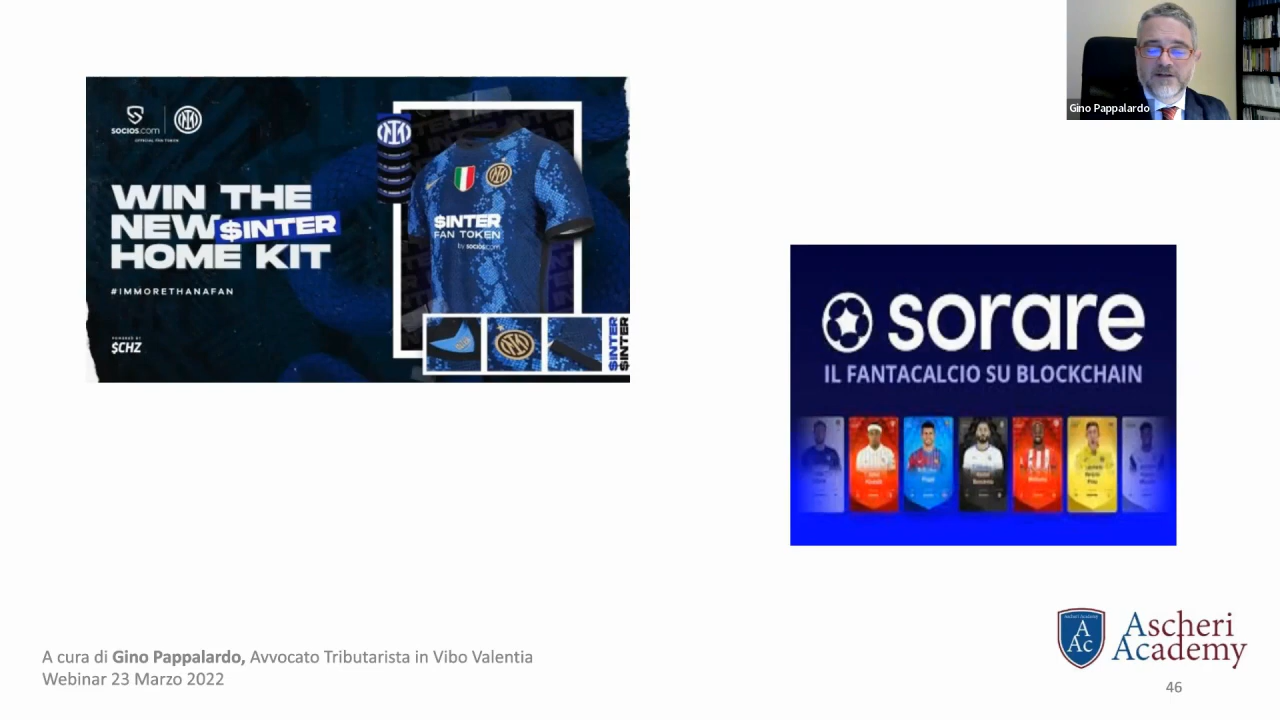 Gino Pappalardo
socios.com
OFFICIAL FAN TOKEN
WIN THE
NEW $INTER
HOME KIT
#IMMORETHANAFAN
POWERED BY
$CHZ
$INTER
FAN TOKEN
by socios.com
$INTER
$INTER
sorare
IL FANTACALCIO SU BLOCKCHAIN
A cura di Gino Pappalardo, Avvocato Tributarista in Vibo Valentia
Webinar 23 Marzo 2022
A
Ac
Ascheri
Academy
46